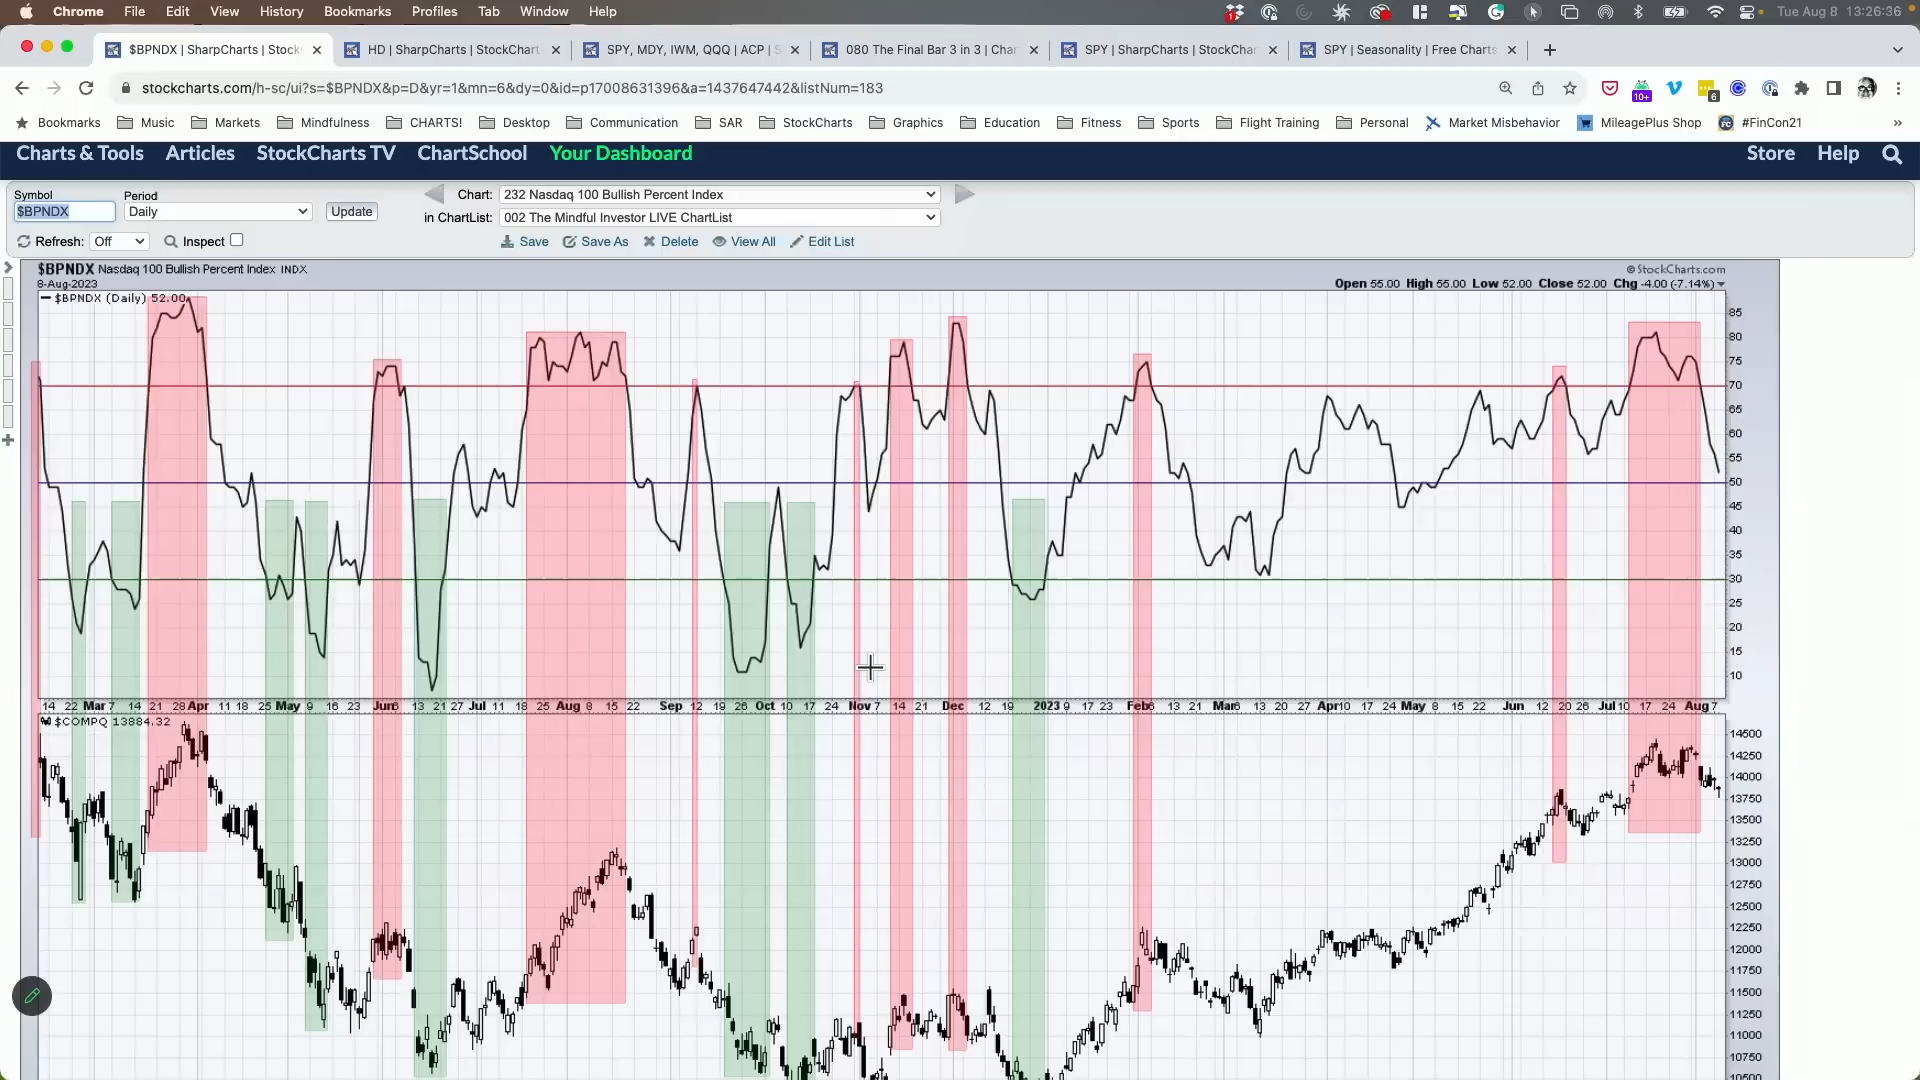 Chrome File Edit View History Bookmarks Profiles Tab Window Help Tue Aug 8 13:26:36
$BPNDX | SharpCharts | Stock HD | SharpCharts | StockChart SPY, MDY, IWM, QQQ | ACP | S 080 The Final Bar 3 in 3 | Char SPY | SharpCharts | StockChar SPY | Seasonality | Free Charts
stockcharts.com/h-sc/ui?s=$BPNDX&p=D&yr=1&mn=6&dy=0&id=p17008631396&a=1437647442&listNum=183
10+ 6
Bookmarks Music Markets Mindfulness CHARTS! Desktop Communication SAR StockCharts Graphics Education Fitness Sports Flight Training Personal Market Misbehavior MileagePlus Shop #FinCon21 »
Charts & Tools Articles StockCharts TV ChartSchool Your Dashboard Store Help
Symbol Period Chart: 232 Nasdaq 100 Bullish Percent Index
$BPNDX Daily Update in ChartList: 002 The Mindful Investor LIVE ChartList
Refresh: Off Inspect Save Save As Delete View All Edit List
$BPNDX Nasdaq 100 Bullish Percent Index INDX ©StockCharts.com
8-Aug-2023 Open 55.00 High 55.00 Low 52.00 Close 52.00 Chg -4.00 (-7.14%)
$BPNDX (Daily) 52.00
85
80
75
70
65
60
55
50
45
40
35
30
25
20
15
10
14 22 Mar 7 14 21 28 Apr 11 18 25 May 9 16 23 Jun 6 13 21 27 Jul 11 18 25 Aug 8 15 22 Sep 12 19 26 Oct 10 17 24 Nov 7 14 21 Dec 12 19 2023 9 17 23 Feb 6 13 21 Mar 6 13 20 27 Apr 10 17 24 May 8 15 22 Jun 12 20 26 Jul 10 17 24 Aug 7
$COMPQ 13884.32
14500
14250
14000
13750
13500
13250
13000
12750
12500
12250
12000
11750
11500
11250
11000
10750
10500